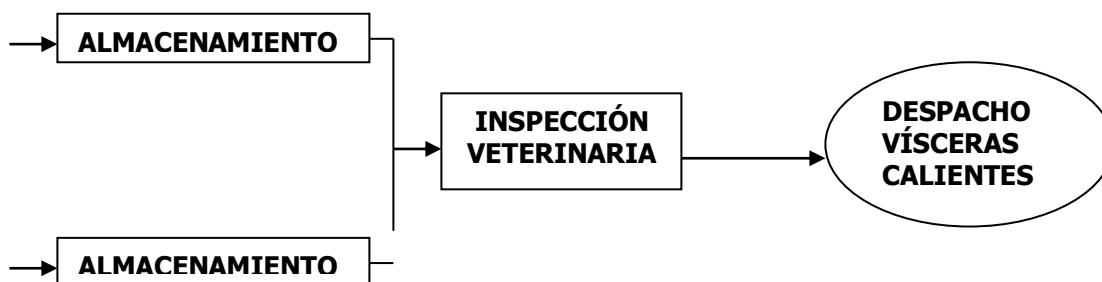 ALMACENAMIENTO
INSPECCIÓN
VETERINARIA
DESPACHO
VÍSCERAS
CALIENTES
ALMACENAMIENTO